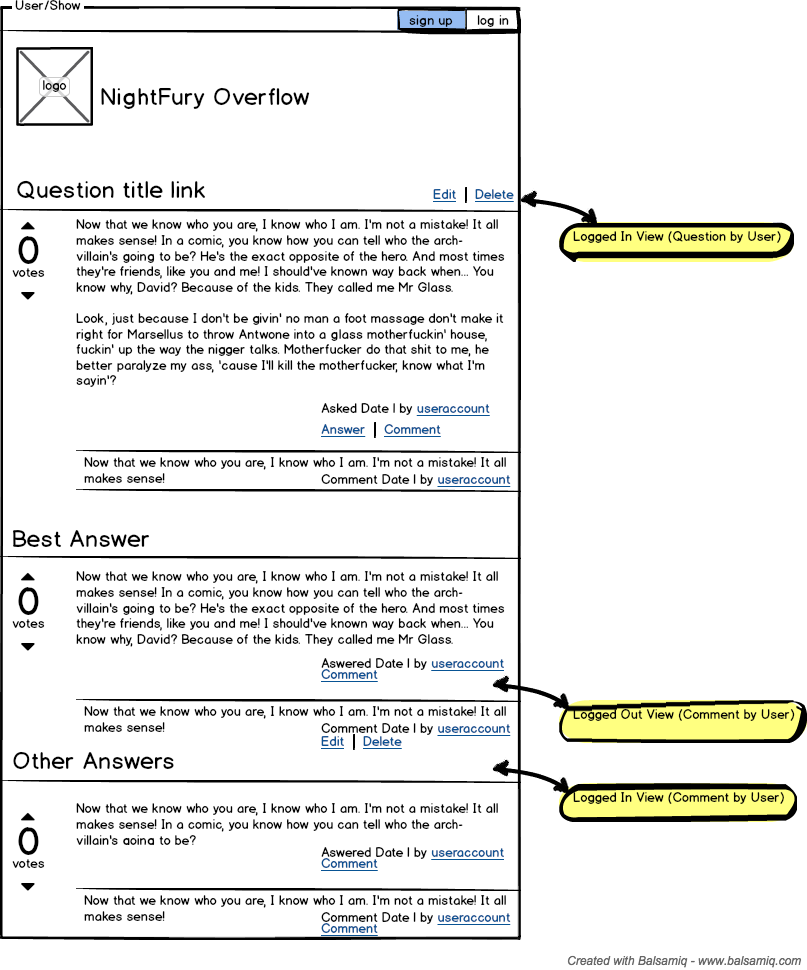 User/Show
sign up
log in
logo
NightFury Overflow
Question title link
Edit | Delete
Logged In View (Question by User)
0
votes
Now that we know who you are, I know who I am. I'm not a mistake! It all
makes sense! In a comic, you know how you can tell who the arch-
villain's going to be? He's the exact opposite of the hero. And most times
they're friends, like you and me! I should've known way back when... You
know why, David? Because of the kids. They called me Mr Glass.
Look, just because I don't be givin' no man a foot massage don't make it
right for Marsellus to throw Antwone into a glass motherfuckin' house,
fuckin' up the way the nigger talks. Motherfucker do that shit to me, he
better paralyze my ass, 'cause I'll kill the motherfucker, know what I'm
sayin'?
Asked Date | by useraccount
Answer | Comment
Now that we know who you are, I know who I am. I'm not a mistake! It all
makes sense!
Comment Date | by useraccount
Best Answer
0
votes
Now that we know who you are, I know who I am. I'm not a mistake! It all
makes sense! In a comic, you know how you can tell who the arch-
villain's going to be? He's the exact opposite of the hero. And most times
they're friends, like you and me! I should've known way back when... You
know why, David? Because of the kids. They called me Mr Glass.
Aswered Date | by useraccount
Comment
Logged Out View (Comment by User)
Now that we know who you are, I know who I am. I'm not a mistake! It all
makes sense!
Comment Date | by useraccount
Edit | Delete
Other Answers
Logged In View (Comment by User)
0
votes
Now that we know who you are, I know who I am. I'm not a mistake! It all
makes sense! In a comic, you know how you can tell who the arch-
villain's going to be?
Aswered Date | by useraccount
Comment
Now that we know who you are, I know who I am. I'm not a mistake! It all
makes sense!
Comment Date | by useraccount
Comment
Created with Balsamiq - www.balsamiq.com